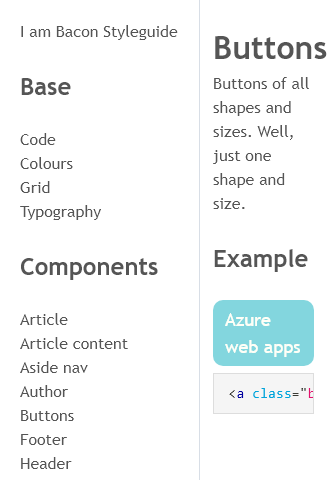 I am Bacon Styleguide
Base
Code
Colours
Grid
Typography
Components
Article
Article content
Aside nav
Author
Buttons
Footer
Header
Buttons
Buttons of all
shapes and
sizes. Well,
just one
shape and
size.
Example
Azure
web apps
<a class="b